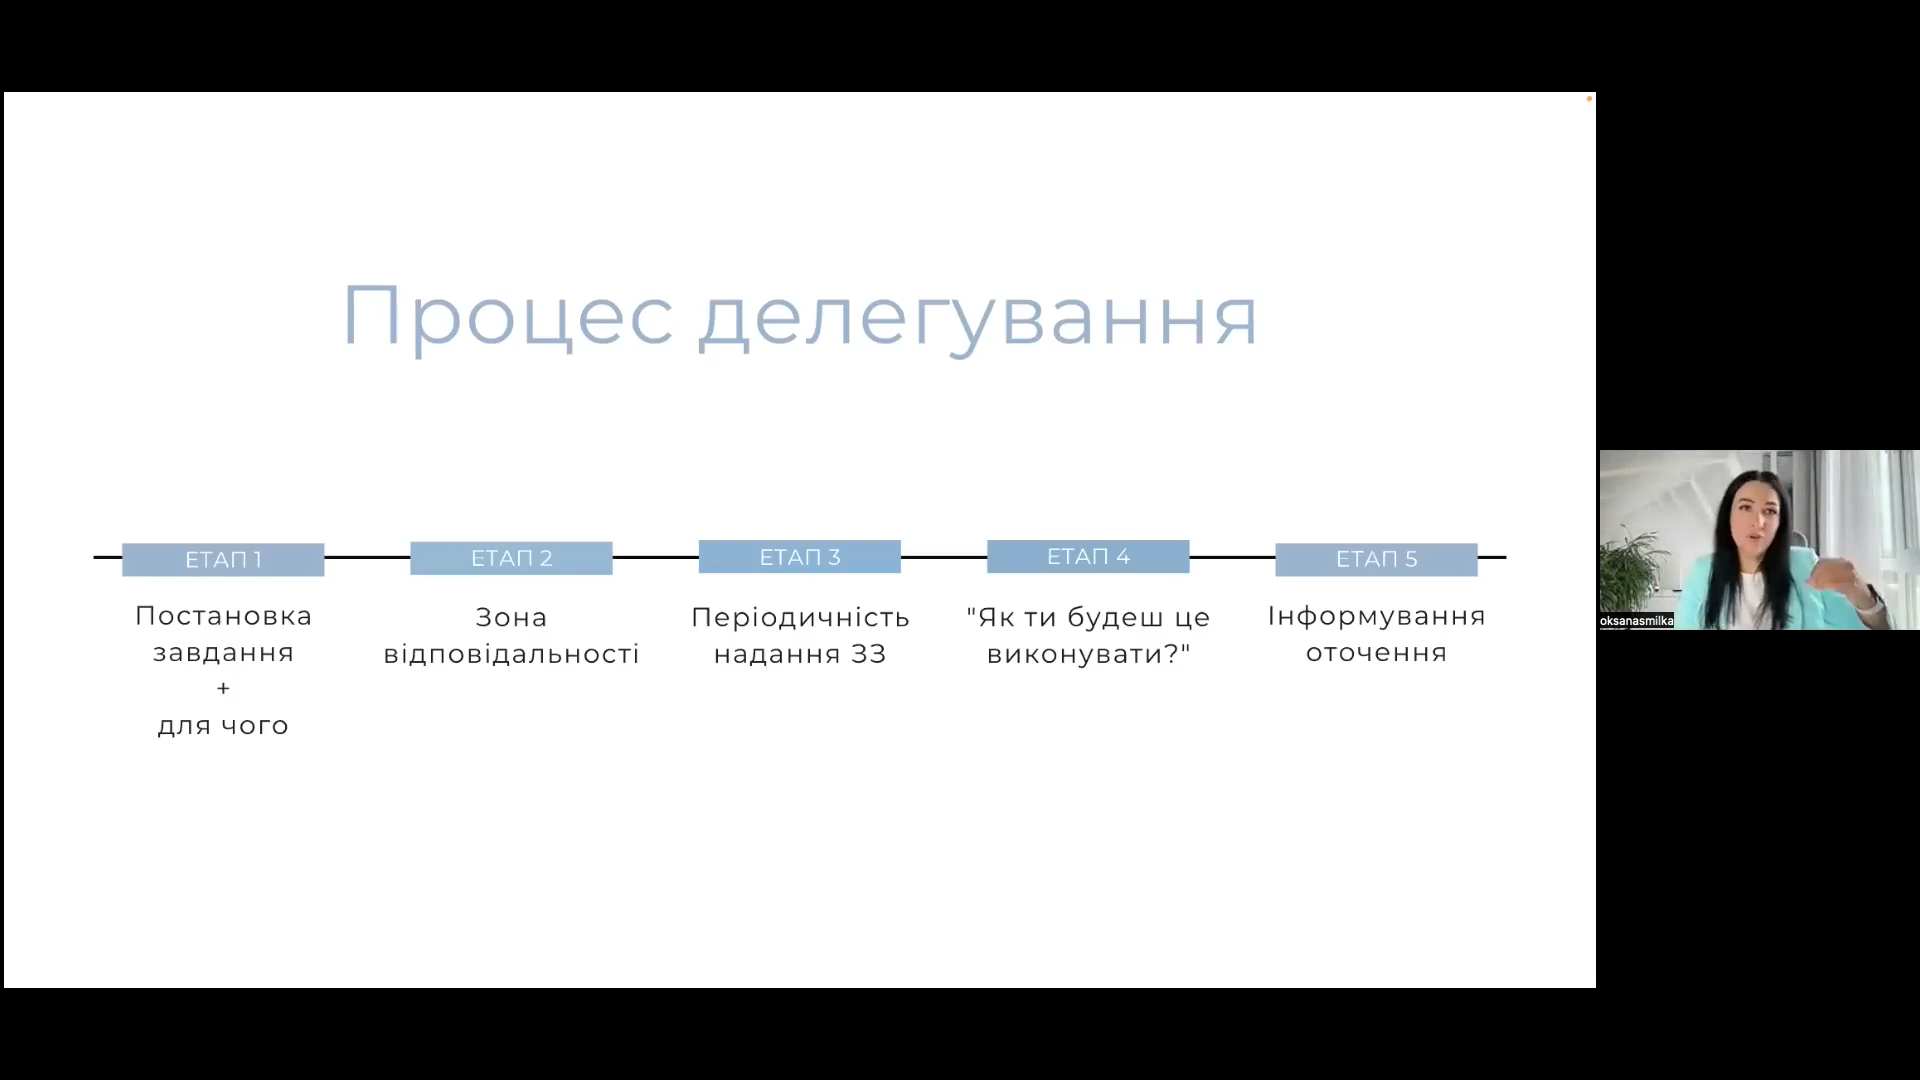 Процес делегування
ЕТАП 1
Постановка
завдання
+
для чого
ЕТАП 2
Зона
відповідальності
ЕТАП 3
Періодичність
надання ЗЗ
ЕТАП 4
"Як ти будеш це
виконувати?"
ЕТАП 5
Інформування
оточення
oksanasmilka